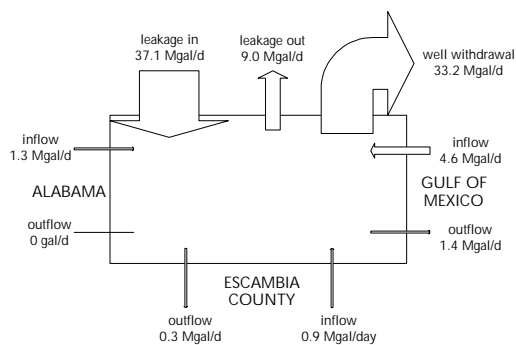 leakage in
37.1 Mgal/d
leakage out
9.0 Mgal/d
well withdrawal
33.2 Mgal/d
inflow
1.3 Mgal/d
inflow
4.6 Mgal/d
ALABAMA
GULF OF
MEXICO
outflow
0 gal/d
outflow
1.4 Mgal/d
ESCAMBIA
COUNTY
outflow
0.3 Mgal/d
inflow
0.9 Mgal/day